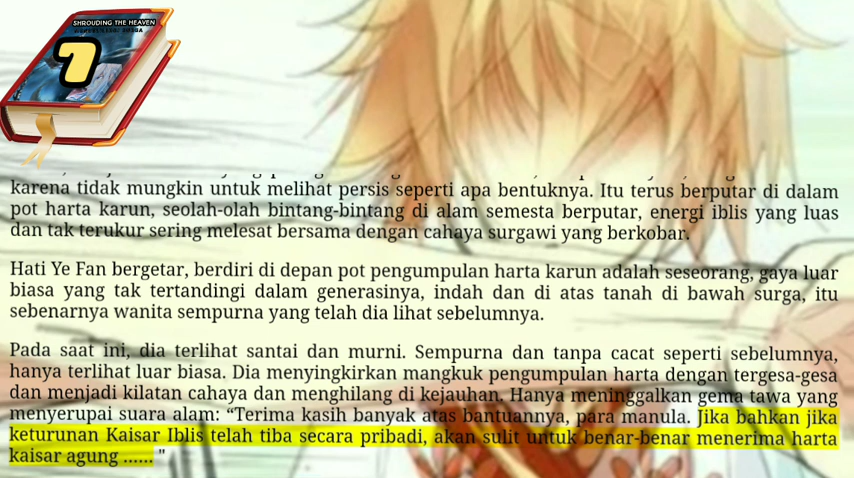 SHROUDING THE HEAVEN
7
karena tidak mungkin untuk melihat persis seperti apa bentuknya. Itu terus berputar di dalam
pot harta karun, seolah-olah bintang-bintang di alam semesta berputar, energi iblis yang luas
dan tak terukur sering melesat bersama dengan cahaya surgawi yang berkobar.
Hati Ye Fan bergetar, berdiri di depan pot pengumpulan harta karun adalah seseorang, gaya luar
biasa yang tak tertandingi dalam generasinya, indah dan di atas tanah di bawah surga, itu
sebenarnya wanita sempurna yang telah dia lihat sebelumnya.
Pada saat ini, dia terlihat santai dan murni. Sempurna dan tanpa cacat seperti sebelumnya,
hanya terlihat luar biasa. Dia menyingkirkan mangkuk pengumpulan harta dengan tergesa-gesa
dan menjadi kilatan cahaya dan menghilang di kejauhan. Hanya meninggalkan gema tawa yang
menyerupai suara alam: “Terima kasih banyak atas bantuannya, para manula. Jika bahkan jika
keturunan Kaisar Iblis telah tiba secara pribadi, akan sulit untuk benar-benar menerima harta
kaisar agung ...... "